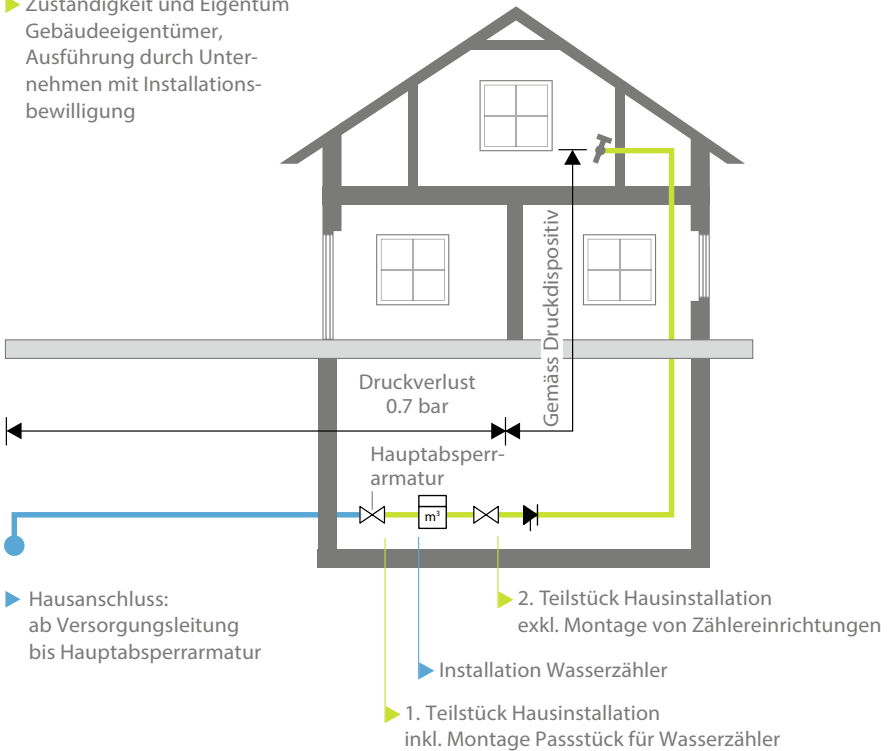 Zuständigkeit und Eigentum
Gebäudeeigentümer,
Ausführung durch Unter-
nehmen mit Installations-
bewilligung
Gemäss Druckdispositiv
Druckverlust
0.7 bar
Hauptabsperr-
armatur
m³
Hausanschluss:
ab Versorgungsleitung
bis Hauptabsperrarmatur
2. Teilstück Hausinstallation
exkl. Montage von Zählereinrichtungen
Installation Wasserzähler
1. Teilstück Hausinstallation
inkl. Montage Passstück für Wasserzähler